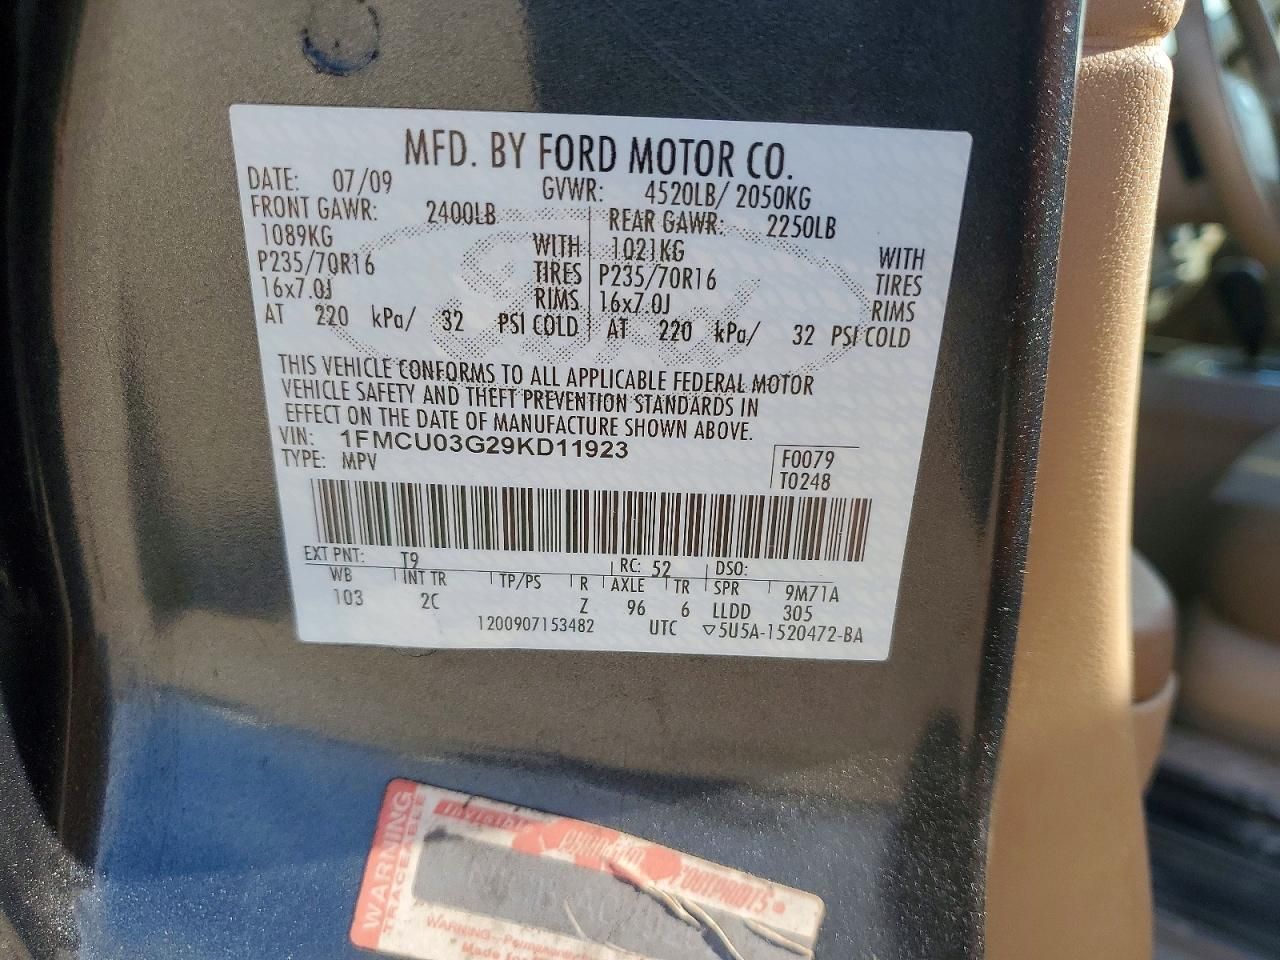 MFD. BY FORD MOTOR CO.
DATE: 07/09 GVWR: 4520LB/ 2050KG
FRONT GAWR: 2400LB REAR GAWR: 2250LB
1089KG WITH 1021KG WITH
P235/70R16 TIRES P235/70R16 TIRES
16x7.0J RIMS 16x7.0J RIMS
AT 220 kPa/ 32 PSI COLD AT 220 kPa/ 32 PSI COLD
THIS VEHICLE CONFORMS TO ALL APPLICABLE FEDERAL MOTOR
VEHICLE SAFETY AND THEFT PREVENTION STANDARDS IN
EFFECT ON THE DATE OF MANUFACTURE SHOWN ABOVE.
VIN: 1FMCU03G29KD11923
TYPE: MPV
F0079
T0248
EXT PNT: T9 RC: 52 DSO:
WB INT TR TP/PS R AXLE TR SPR 9M71A
103 2C Z 96 6 LLDD 305
1200907153482 UTC ▽5U5A-1520472-BA
WARNING
TRACEABLE
Invisible
WARNING—Permanent
Made